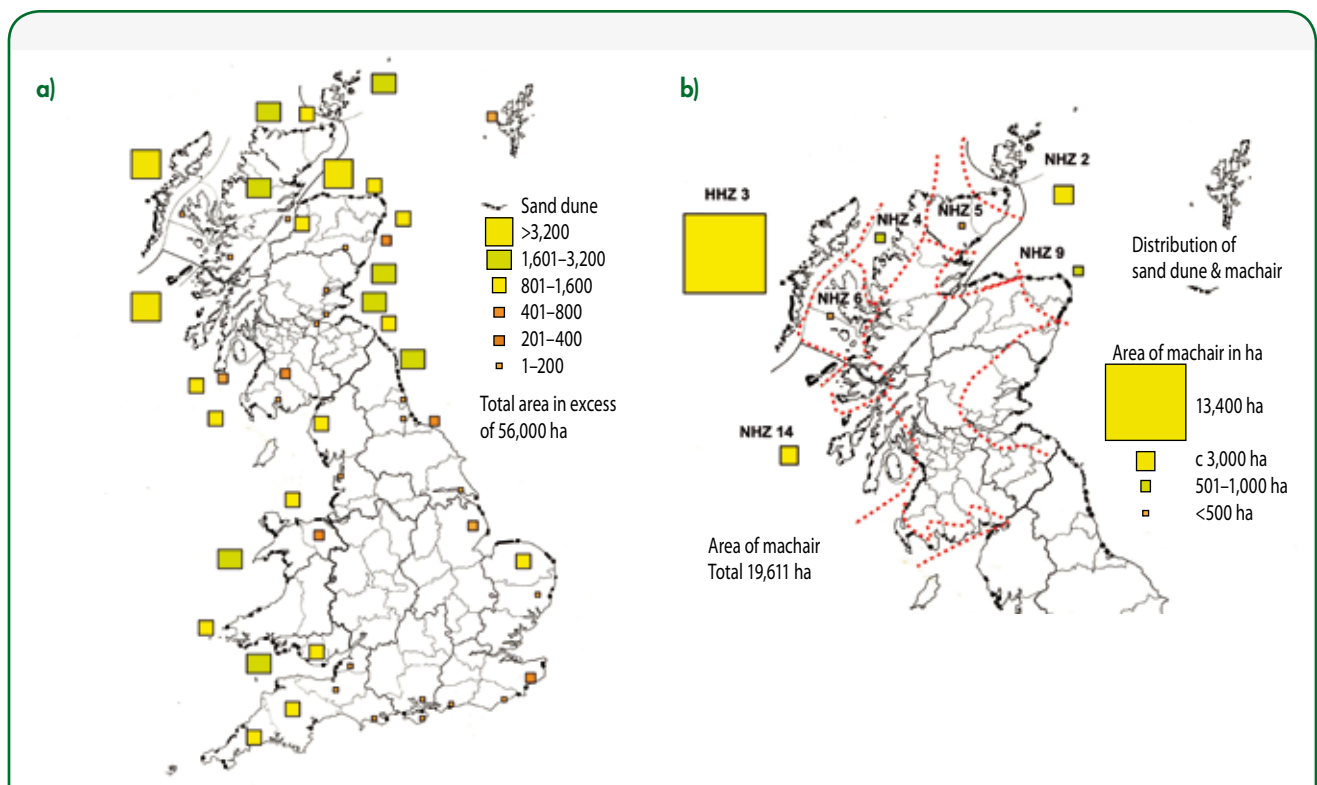 a)
Sand dune
>3,200
1,601–3,200
801–1,600
401–800
201–400
1–200
Total area in excess
of 56,000 ha
b)
NHZ 2
HHZ 3
NHZ 4
NHZ 5
NHZ 9
NHZ 6
NHZ 14
Distribution of
sand dune & machair
Area of machair in ha
13,400 ha
c 3,000 ha
501–1,000 ha
<500 ha
Area of machair
Total 19,611 ha